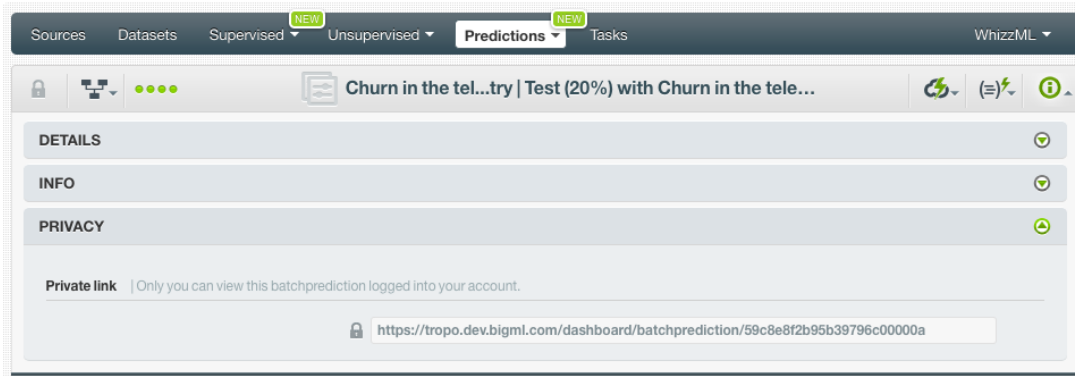 NEW NEW
Sources Datasets Supervised Unsupervised Predictions Tasks WhizzML
Churn in the tel...try | Test (20%) with Churn in the tele...
DETAILS
INFO
PRIVACY
Private link | Only you can view this batchprediction logged into your account.
https://tropo.dev.bigml.com/dashboard/batchprediction/59c8e8f2b95b39796c00000a